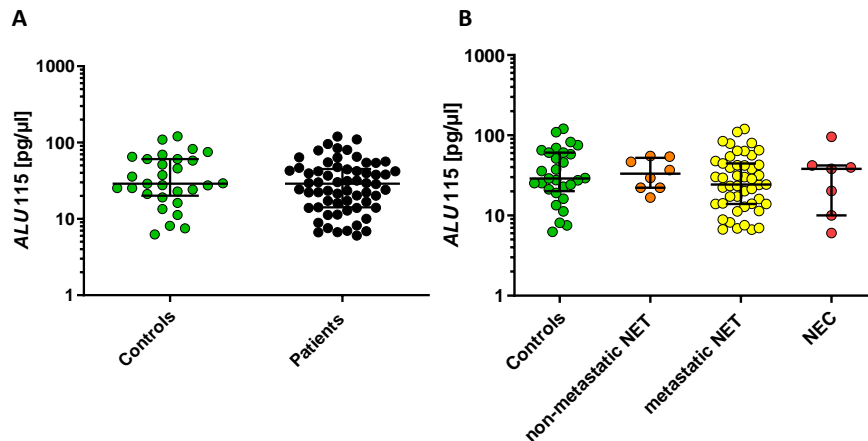 A
ALU115 [pg/µl]
1000
100
10
1
Controls
Patients
B
ALU115 [pg/µl]
1000
100
10
1
Controls
non-metastatic NET
metastatic NET
NEC